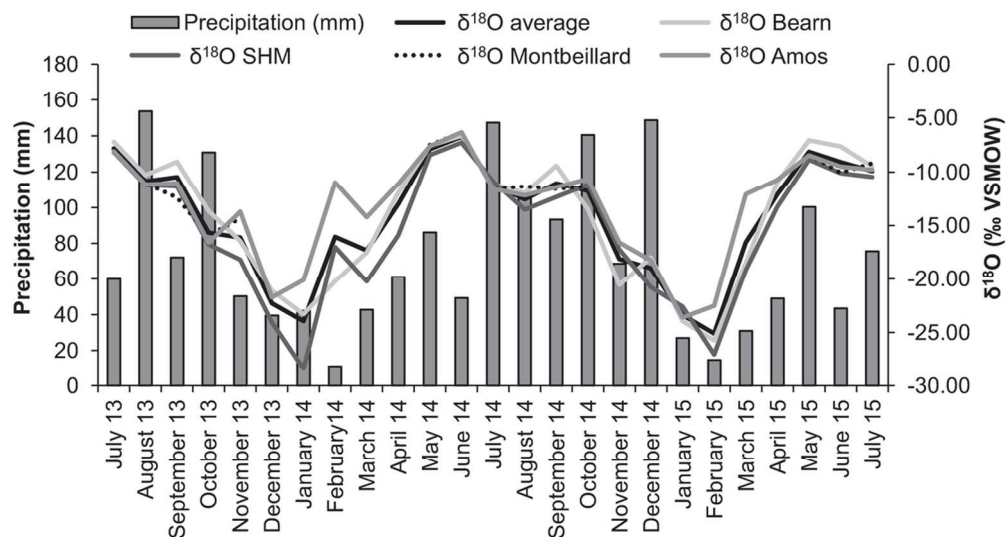 Precipitation (mm) δ¹⁸O average δ¹⁸O Bearn
δ¹⁸O SHM δ¹⁸O Montbeillard δ¹⁸O Amos
Precipitation (mm)
180
160
140
120
100
80
60
40
20
0
0.00
-5.00
-10.00
-15.00
-20.00
-25.00
-30.00
δ¹⁸O (‰ VSMOW)
July 13
August 13
September 13
October 13
November 13
December 13
January 14
February 14
March 14
April 14
May 14
June 14
July 14
August 14
September 14
October 14
November 14
December 14
January 15
February 15
March 15
April 15
May 15
June 15
July 15